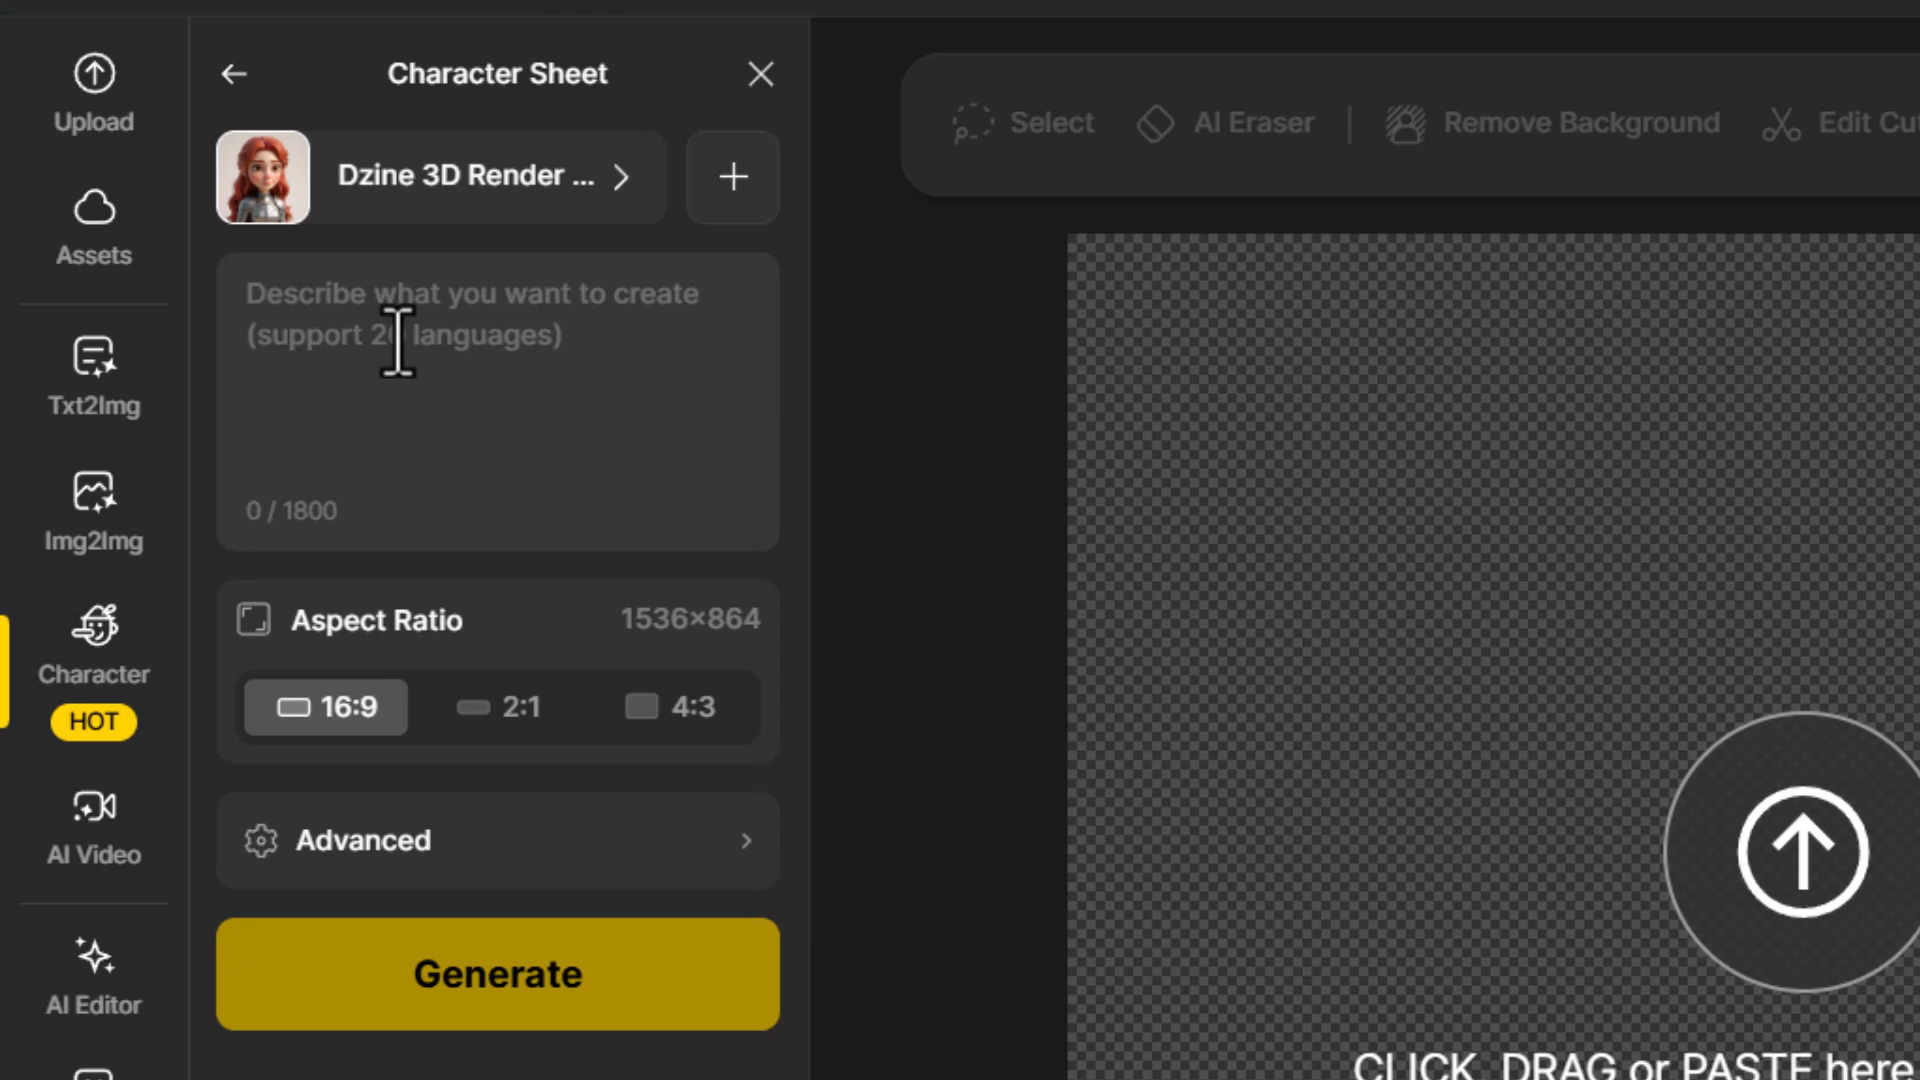 Upload
Assets
Txt2Img
Img2Img
Character
HOT
AI Video
AI Editor
Character Sheet
Dzine 3D Render ...
Describe what you want to create
(support languages)
0 / 1800
Aspect Ratio
1536×864
16:9
2:1
4:3
Advanced
Generate
Select
AI Eraser
Remove Background
Edit
CLICK, DRAG or PASTE here